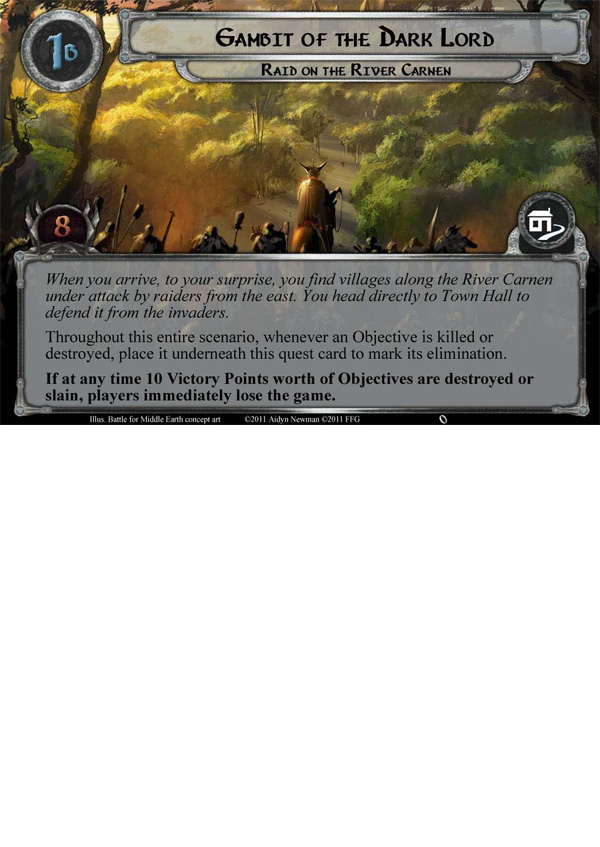 1B
Gambit of the Dark Lord
Raid on the River Carnen
8
When you arrive, to your surprise, you find villages along the River Carnen
under attack by raiders from the east. You head directly to Town Hall to
defend it from the invaders.
Throughout this entire scenario, whenever an Objective is killed or
destroyed, place it underneath this quest card to mark its elimination.
If at any time 10 Victory Points worth of Objectives are destroyed or
slain, players immediately lose the game.
Illus. Battle for Middle Earth concept art ©2011 Aidyn Newman ©2011 FFG 0